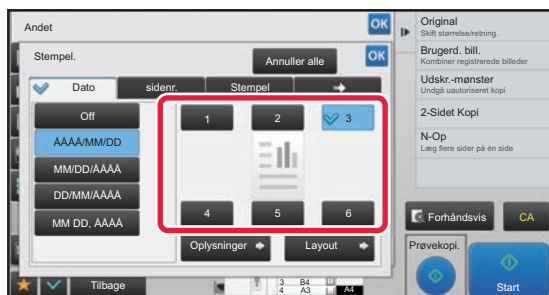 Andet
OK
Stempel.
Annuller alle
OK
Dato
sidenr.
Stempel
Off
ÅÅÅÅ/MM/DD
MM/DD/ÅÅÅÅ
DD/MM/ÅÅÅÅ
MM DD, ÅÅÅÅ
1
2
3
4
5
6
Oplysninger
Layout
Tilbage
3 B4
4 A3
A4
Original
Skift størrelse/retning.
Brugerd. bill.
Kombiner registrerede billeder
Udskr.-mønster
Undgå uautoriseret kopi
2-Sidet Kopi
N-Op
Læg flere sider på én side
Forhåndsvis
CA
Prøvekopi.
Start